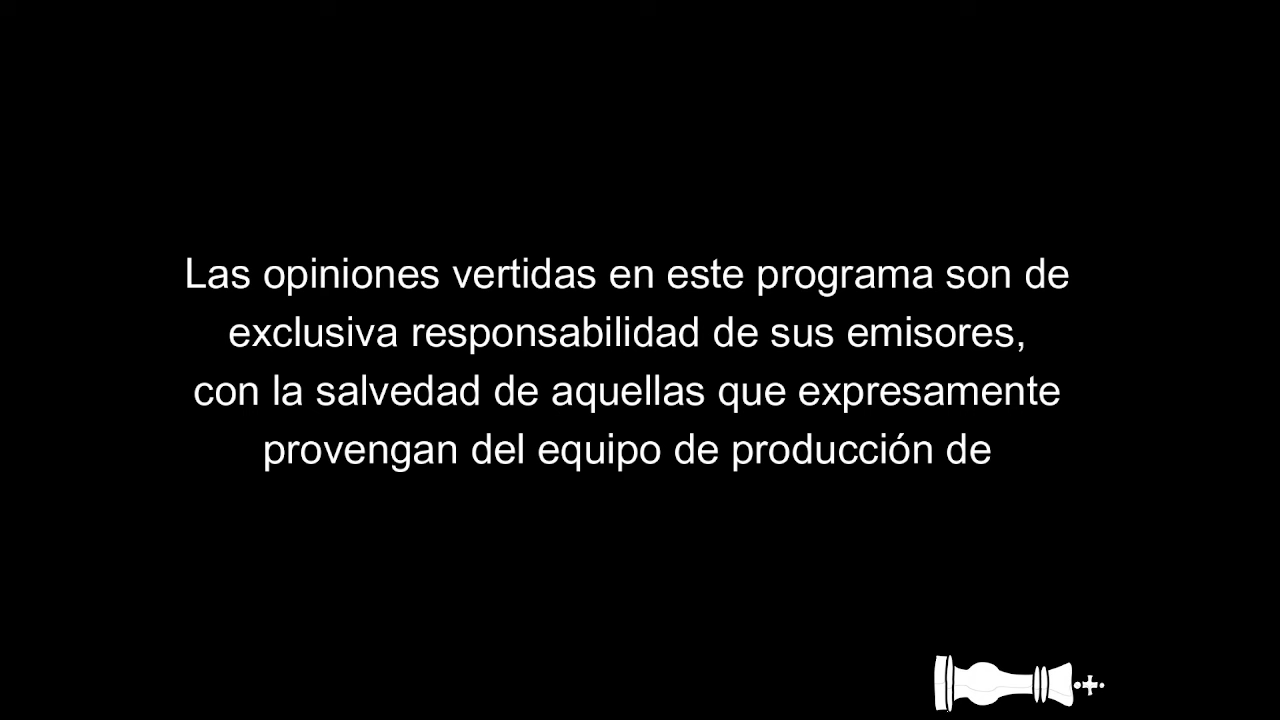 Las opiniones vertidas en este programa son de
exclusiva responsabilidad de sus emisores,
con la salvedad de aquellas que expresamente
provengan del equipo de producción de